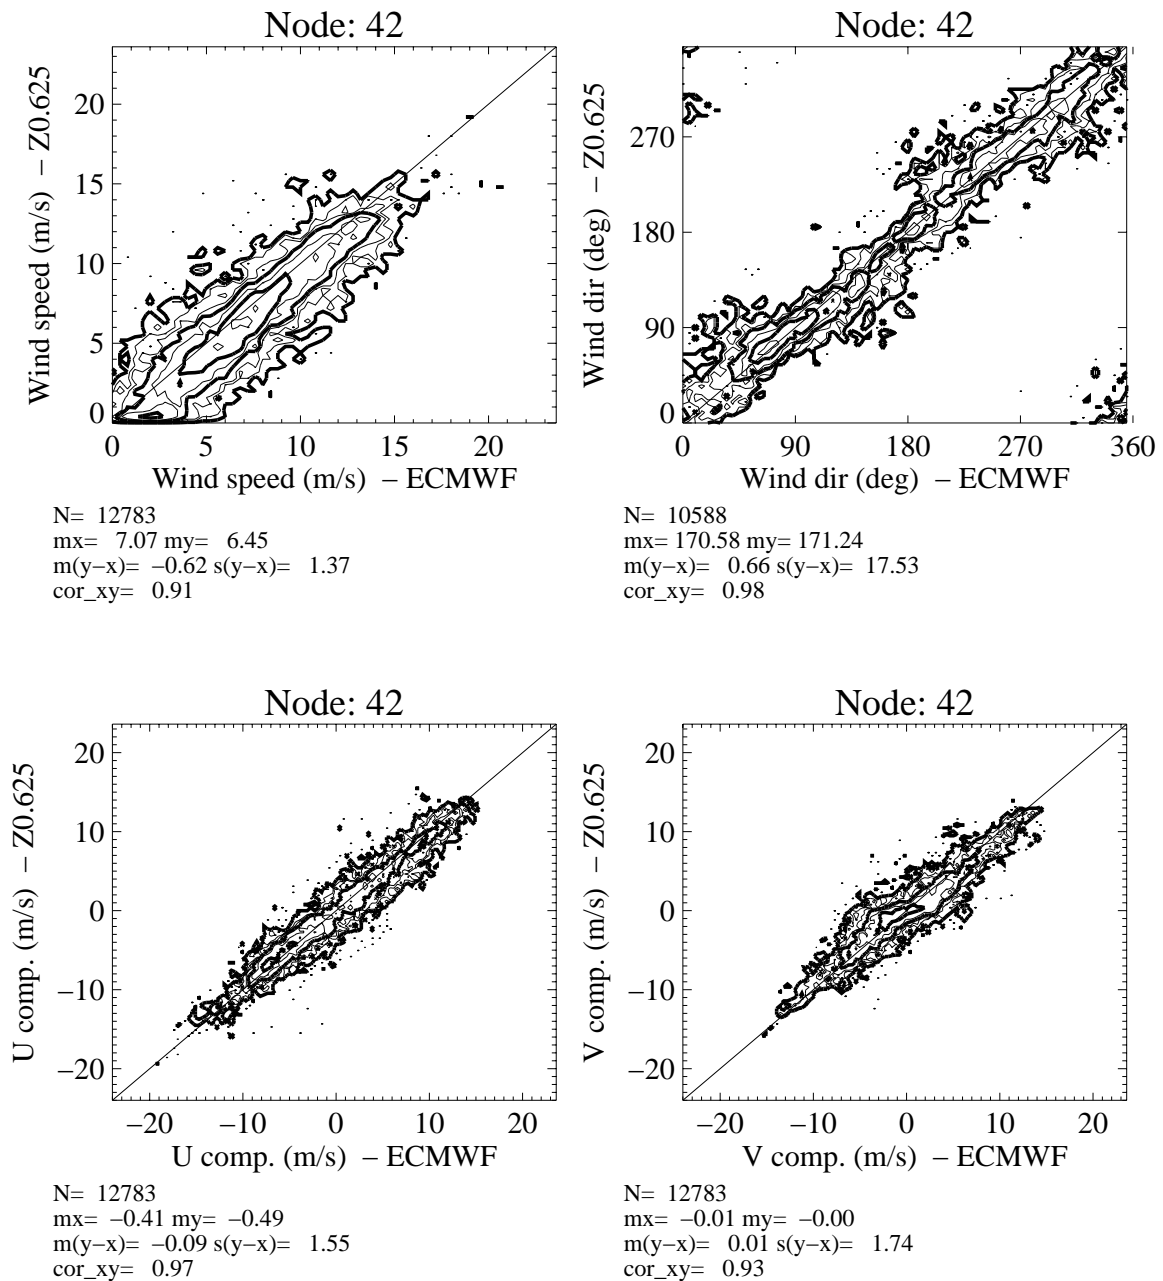 Node: 42
Wind speed (m/s) – Z0.625
20
15
10
5
0
0 5 10 15 20
Wind speed (m/s) – ECMWF
N= 12783
mx= 7.07 my= 6.45
m(y−x)= −0.62 s(y−x)= 1.37
cor_xy= 0.91
Node: 42
Wind dir (deg) – Z0.625
270
180
90
0
0 90 180 270 360
Wind dir (deg) – ECMWF
N= 10588
mx= 170.58 my= 171.24
m(y−x)= 0.66 s(y−x)= 17.53
cor_xy= 0.98
Node: 42
U comp. (m/s) – Z0.625
20
10
0
−10
−20
−20 −10 0 10 20
U comp. (m/s) – ECMWF
N= 12783
mx= −0.41 my= −0.49
m(y−x)= −0.09 s(y−x)= 1.55
cor_xy= 0.97
Node: 42
V comp. (m/s) – Z0.625
20
10
0
−10
−20
−20 −10 0 10 20
V comp. (m/s) – ECMWF
N= 12783
mx= −0.01 my= −0.00
m(y−x)= 0.01 s(y−x)= 1.74
cor_xy= 0.93